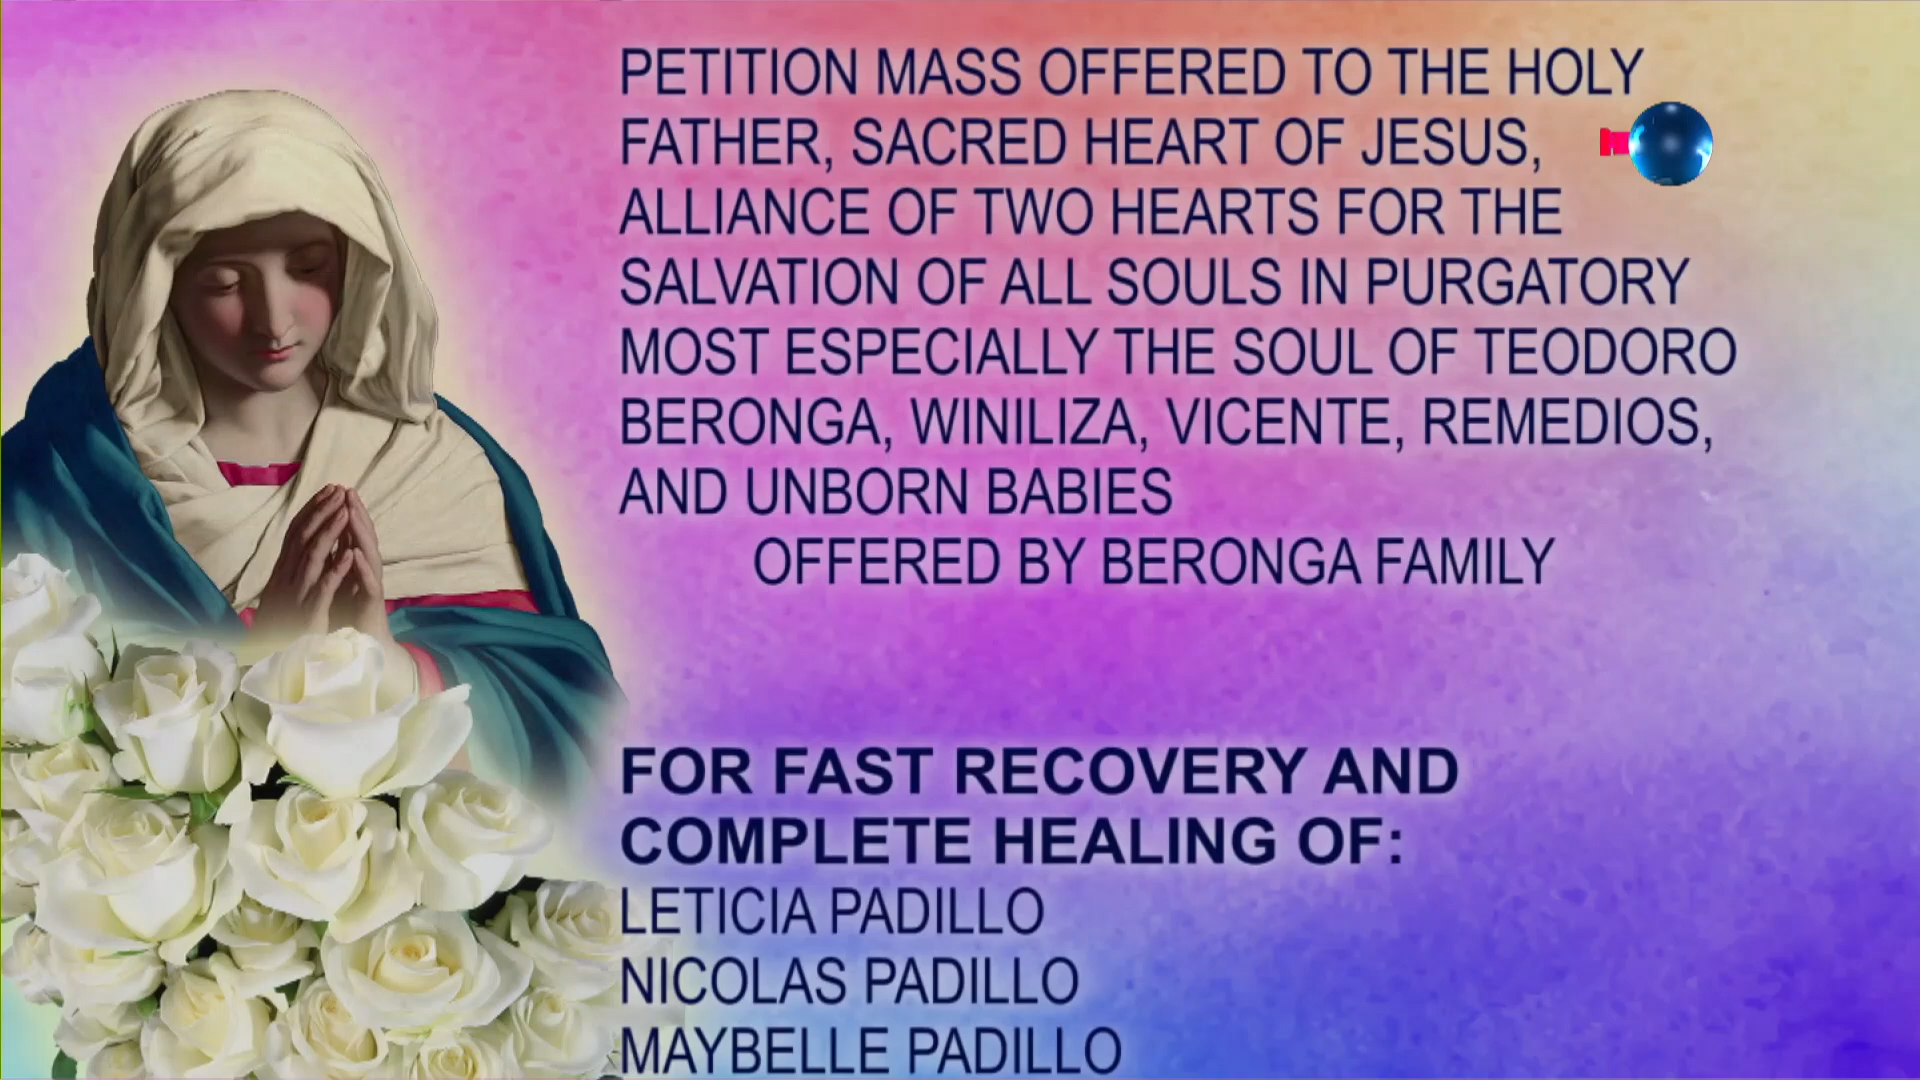 PETITION MASS OFFERED TO THE HOLY
FATHER, SACRED HEART OF JESUS,
ALLIANCE OF TWO HEARTS FOR THE
SALVATION OF ALL SOULS IN PURGATORY
MOST ESPECIALLY THE SOUL OF TEODORO
BERONGA, WINILIZA, VICENTE, REMEDIOS,
AND UNBORN BABIES
OFFERED BY BERONGA FAMILY
FOR FAST RECOVERY AND
COMPLETE HEALING OF:
LETICIA PADILLO
NICOLAS PADILLO
MAYBELLE PADILLO